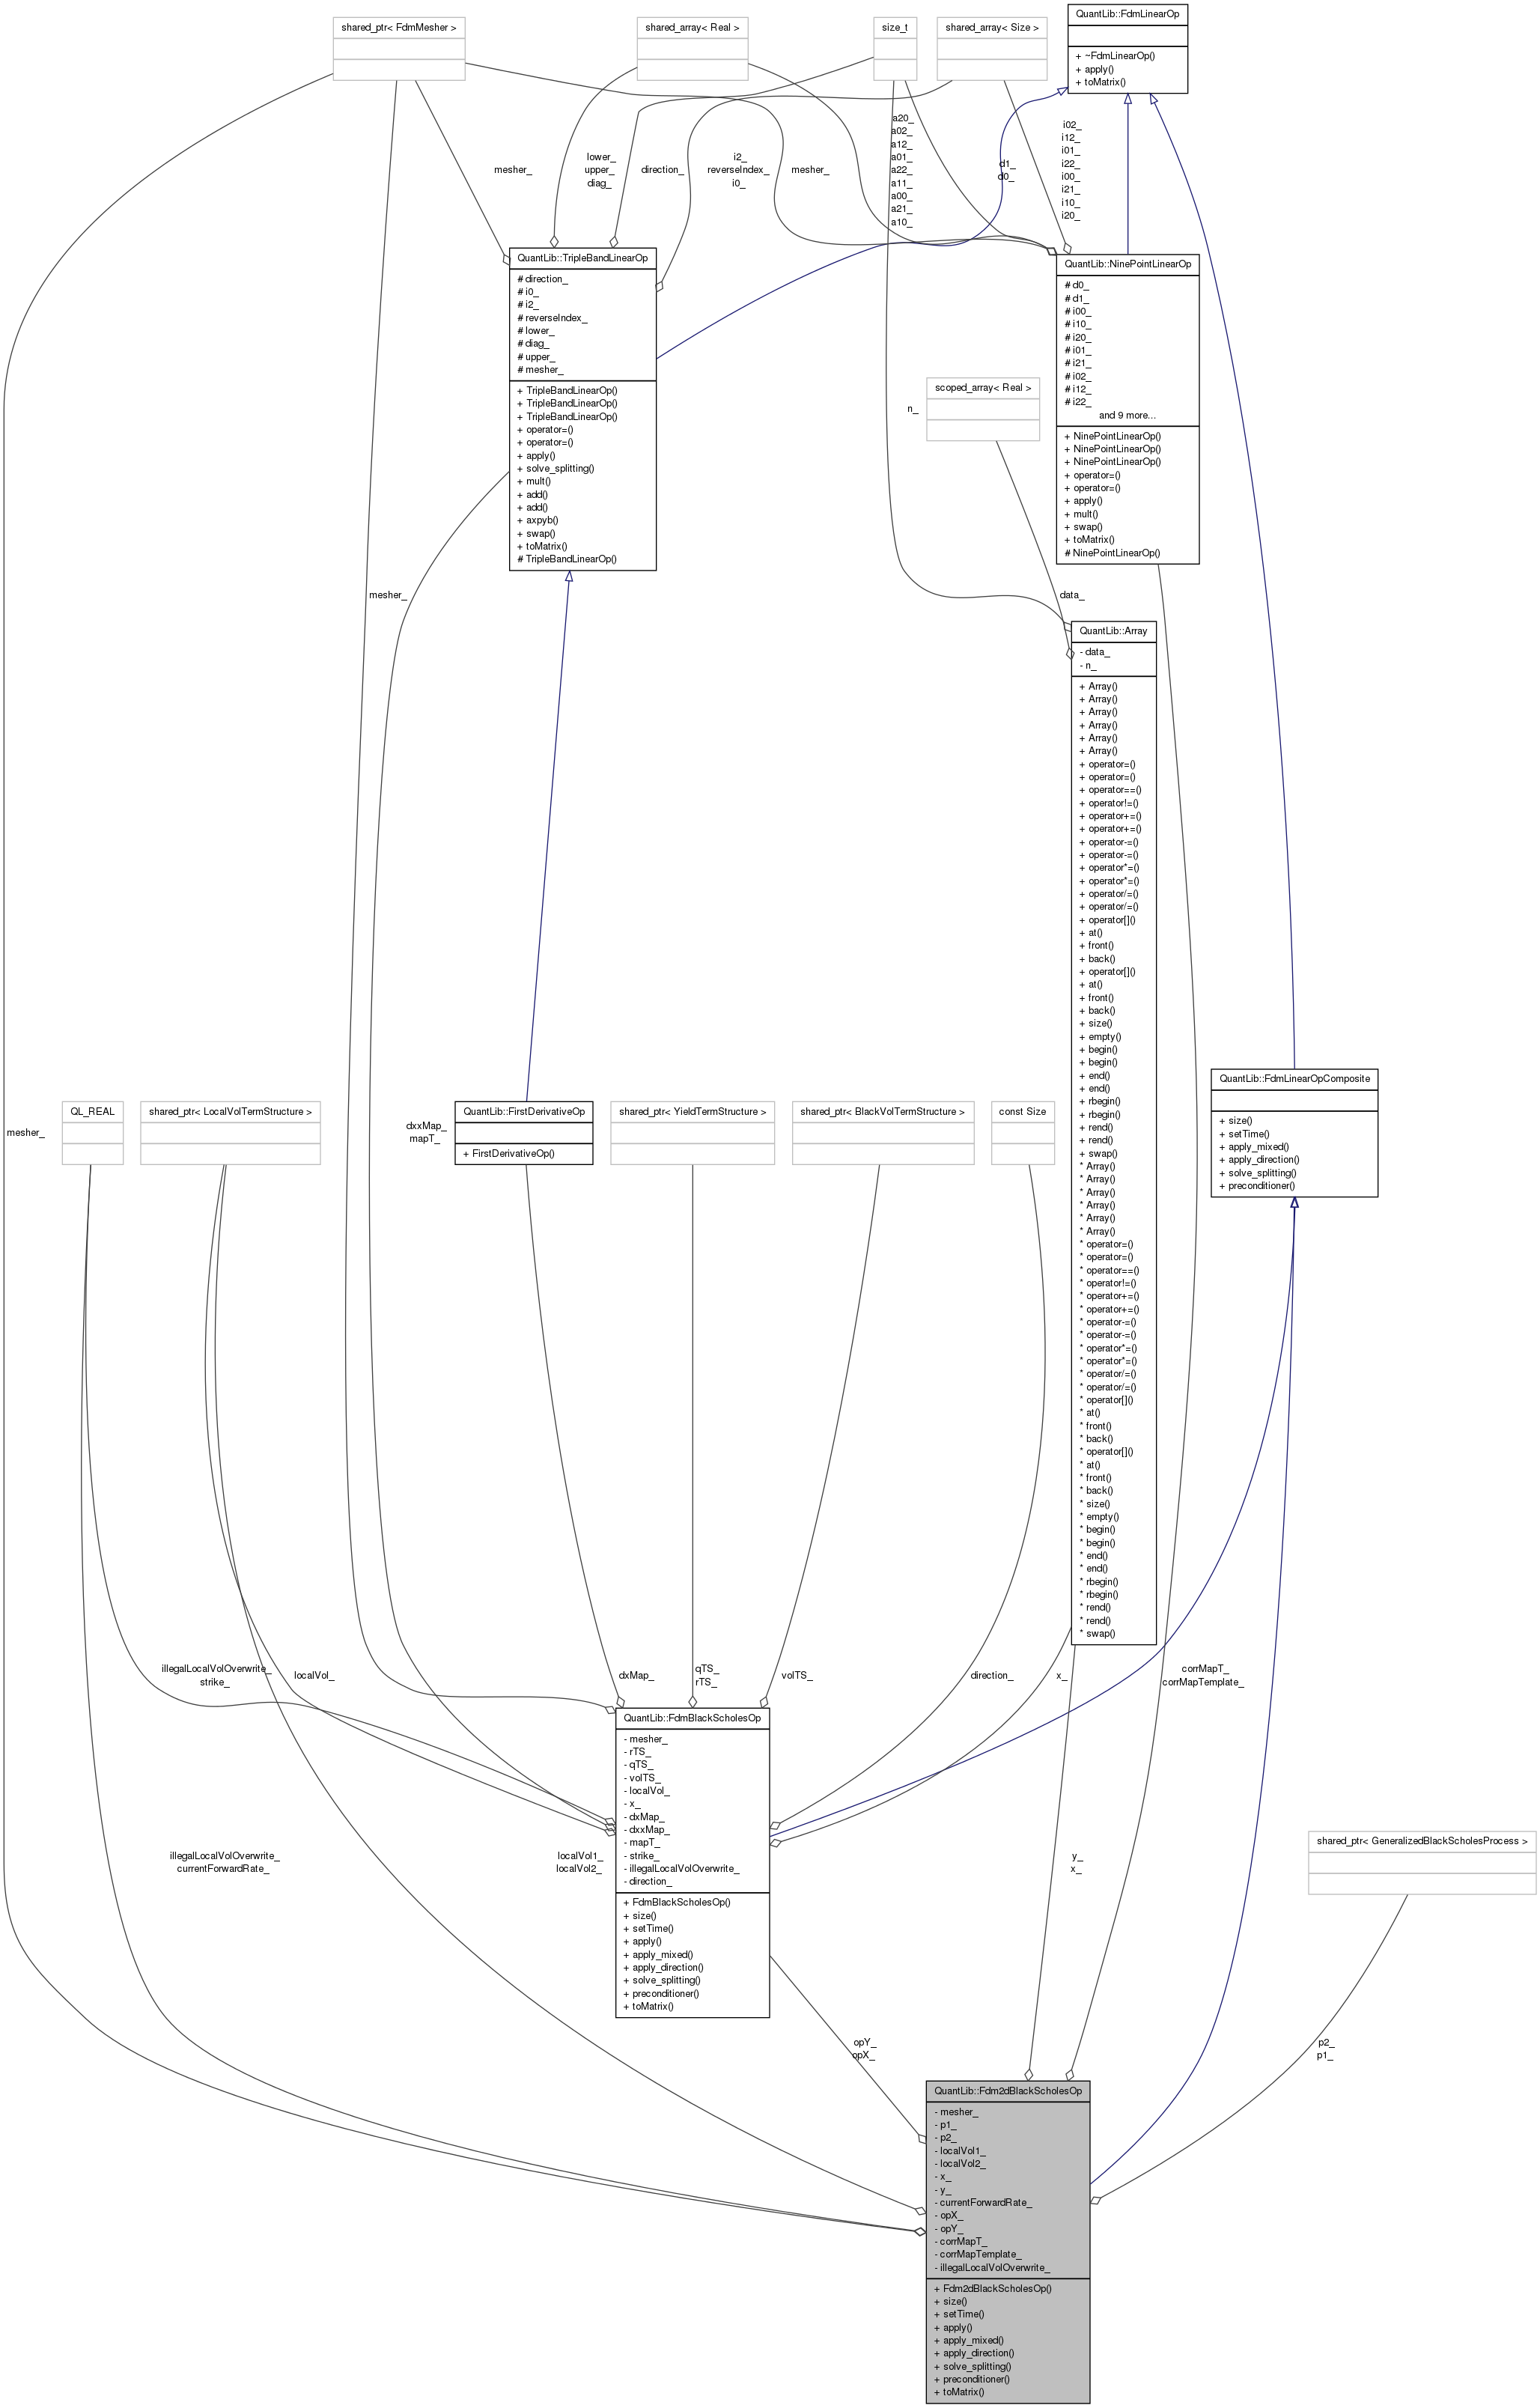 shared_ptr< FdmMesher >
shared_array< Real >
size_t
shared_array< Size >
QuantLib::FdmLinearOp
+ ~FdmLinearOp()
+ apply()
+ toMatrix()
mesher_
lower_
upper_
diag_
direction_
i2_
reverseIndex_
i0_
mesher_
a20_
a02_
a12_
a01_
a22_
a11_
a00_
a21_
a10_
d1_
d0_
i02_
i12_
i01_
i22_
i00_
i21_
i10_
i20_
QuantLib::TripleBandLinearOp
# direction_
# i0_
# i2_
# reverseIndex_
# lower_
# diag_
# upper_
# mesher_
+ TripleBandLinearOp()
+ TripleBandLinearOp()
+ TripleBandLinearOp()
+ operator=()
+ operator=()
+ apply()
+ solve_splitting()
+ mult()
+ add()
+ add()
+ axpyb()
+ swap()
+ toMatrix()
# TripleBandLinearOp()
QuantLib::NinePointLinearOp
# d0_
# d1_
# i00_
# i10_
# i20_
# i01_
# i21_
# i02_
# i12_
# i22_
and 9 more...
+ NinePointLinearOp()
+ NinePointLinearOp()
+ NinePointLinearOp()
+ operator=()
+ operator=()
+ apply()
+ mult()
+ swap()
+ toMatrix()
# NinePointLinearOp()
scoped_array< Real >
n_
mesher_
data_
QuantLib::Array
- data_
- n_
+ Array()
+ Array()
+ Array()
+ Array()
+ Array()
+ Array()
+ operator=()
+ operator=()
+ operator==()
+ operator!=()
+ operator+=()
+ operator+=()
+ operator-=()
+ operator-=()
+ operator*=()
+ operator*=()
+ operator/=()
+ operator/=()
+ operator[]()
+ at()
+ front()
+ back()
+ operator[]()
+ at()
+ front()
+ back()
+ size()
+ empty()
+ begin()
+ begin()
+ end()
+ end()
+ rbegin()
+ rbegin()
+ rend()
+ rend()
+ swap()
* Array()
* Array()
* Array()
* Array()
* Array()
* Array()
* operator=()
* operator=()
* operator==()
* operator!=()
* operator+=()
* operator+=()
* operator-=()
* operator-=()
* operator*=()
* operator*=()
* operator/=()
* operator/=()
* operator[]()
* at()
* front()
* back()
* operator[]()
* at()
* front()
* back()
* size()
* empty()
* begin()
* begin()
* end()
* end()
* rbegin()
* rbegin()
* rend()
* rend()
* swap()
QuantLib::FdmLinearOpComposite
+ size()
+ setTime()
+ apply_mixed()
+ apply_direction()
+ solve_splitting()
+ preconditioner()
mesher_
QL_REAL
shared_ptr< LocalVolTermStructure >
dxxMap_
mapT_
QuantLib::FirstDerivativeOp
+ FirstDerivativeOp()
shared_ptr< YieldTermStructure >
shared_ptr< BlackVolTermStructure >
const Size
illegalLocalVolOverwrite_
strike_
localVol_
dxMap_
qTS_
rTS_
volTS_
direction_
x_
corrMapT_
corrMapTemplate_
QuantLib::FdmBlackScholesOp
- mesher_
- rTS_
- qTS_
- volTS_
- localVol_
- x_
- dxMap_
- dxxMap_
- mapT_
- strike_
- illegalLocalVolOverwrite_
- direction_
+ FdmBlackScholesOp()
+ size()
+ setTime()
+ apply()
+ apply_mixed()
+ apply_direction()
+ solve_splitting()
+ preconditioner()
+ toMatrix()
illegalLocalVolOverwrite_
currentForwardRate_
localVol1_
localVol2_
y_
x_
shared_ptr< GeneralizedBlackScholesProcess >
opY_
opX_
p2_
p1_
QuantLib::Fdm2dBlackScholesOp
- mesher_
- p1_
- p2_
- localVol1_
- localVol2_
- x_
- y_
- currentForwardRate_
- opX_
- opY_
- corrMapT_
- corrMapTemplate_
- illegalLocalVolOverwrite_
+ Fdm2dBlackScholesOp()
+ size()
+ setTime()
+ apply()
+ apply_mixed()
+ apply_direction()
+ solve_splitting()
+ preconditioner()
+ toMatrix()